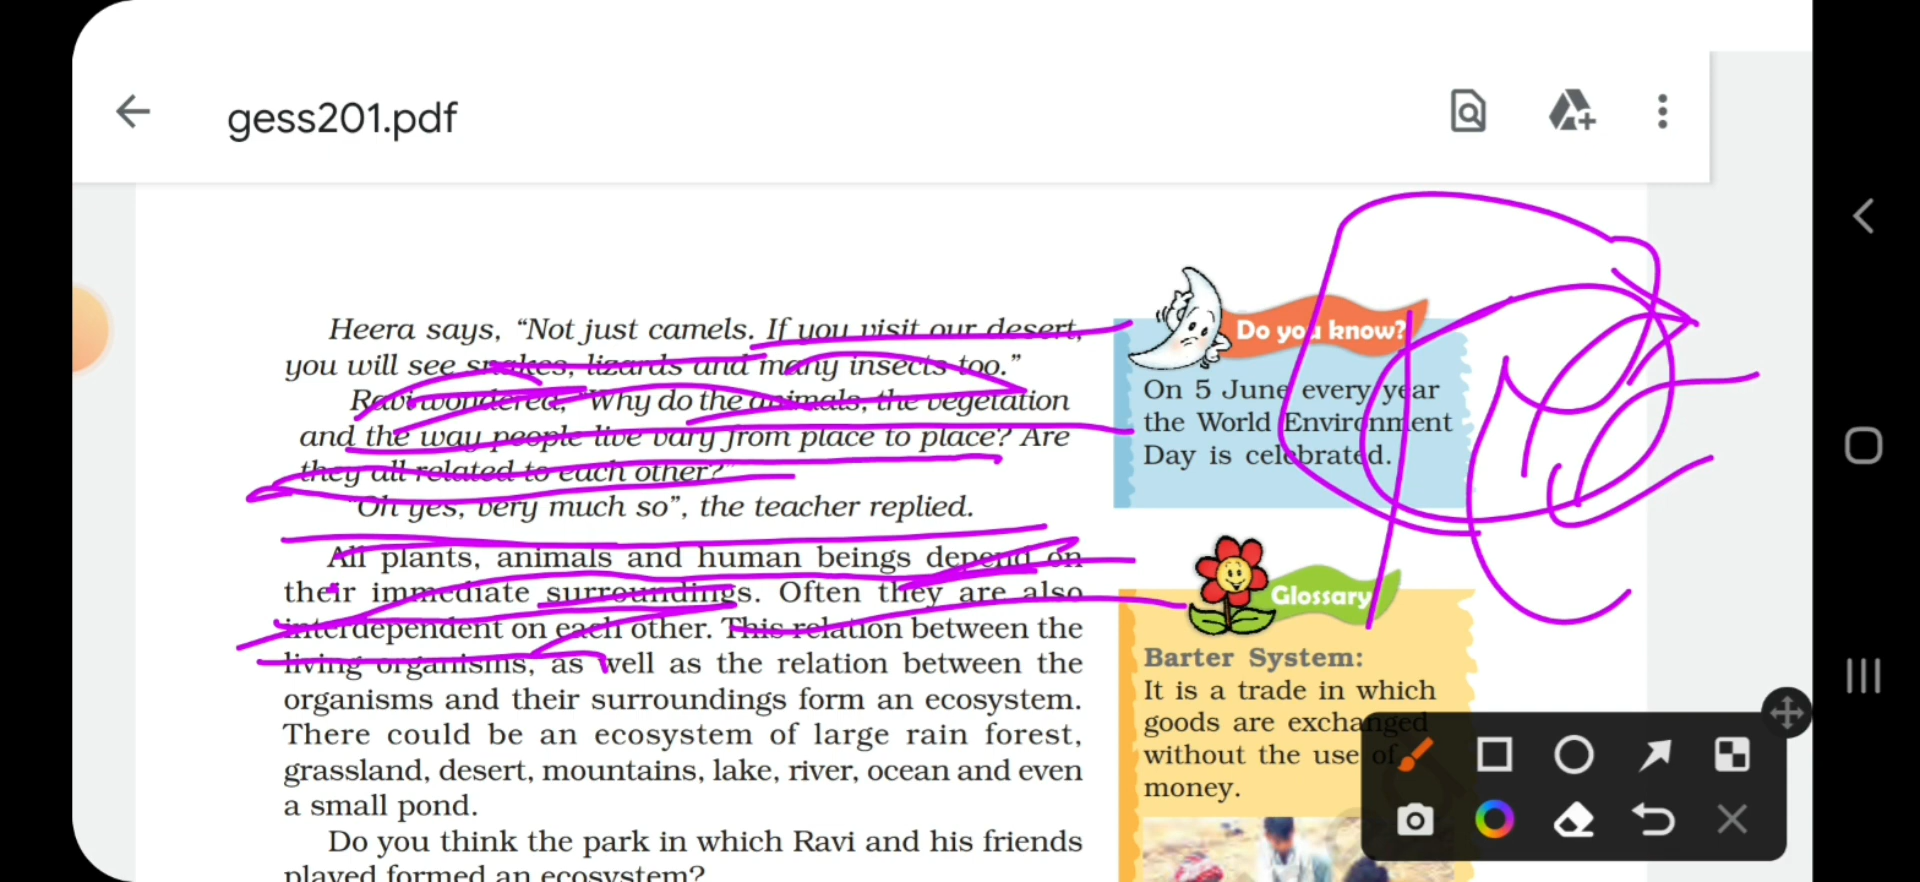 gess201.pdf
Heera says, “Not just camels. If you visit our desert,
you will see snakes, lizards and many insects too.”
Ravi wondered, “Why do the animals, the vegetation
and the way people live vary from place to place? Are
they all related to each other?”
“Oh yes, very much so”, the teacher replied.
All plants, animals and human beings depend on
their immediate surroundings. Often they are also
interdependent on each other. This relation between the
living organisms, as well as the relation between the
organisms and their surroundings form an ecosystem.
There could be an ecosystem of large rain forest,
grassland, desert, mountains, lake, river, ocean and even
a small pond.
Do you think the park in which Ravi and his friends
played formed an ecosystem?
Do you know?
On 5 June every year
the World Environment
Day is celebrated.
Glossary
Barter System:
It is a trade in which
goods are exchanged
without the use of
money.